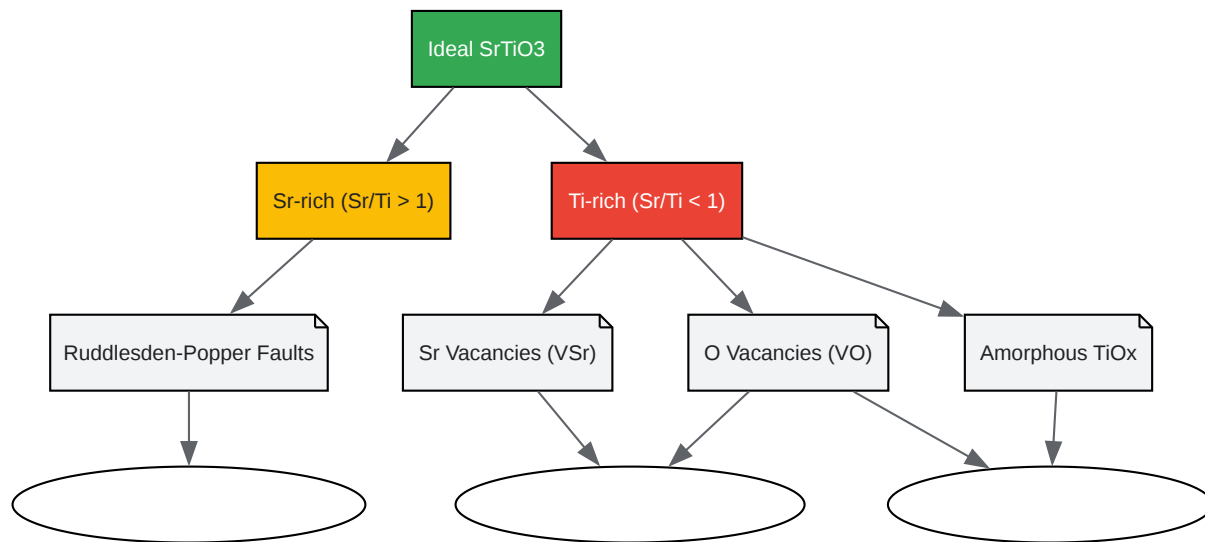 Ideal SrTiO3
Sr-rich (Sr/Ti > 1)
Ti-rich (Sr/Ti < 1)
Ruddlesden-Popper Faults
Sr Vacancies (VSr)
O Vacancies (VO)
Amorphous TiOx